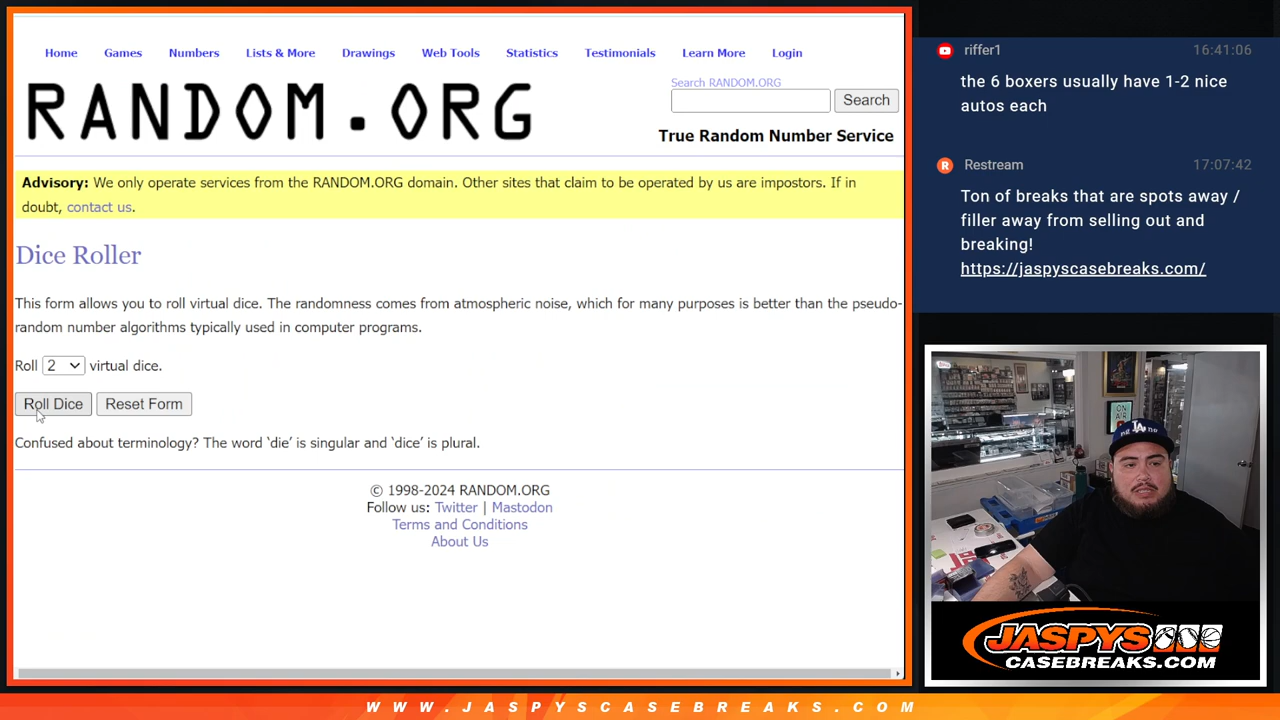 Home Games Numbers Lists & More Drawings Web Tools Statistics Testimonials Learn More Login
RANDOM.ORG
Search RANDOM.ORG
Search
True Random Number Service
Advisory: We only operate services from the RANDOM.ORG domain. Other sites that claim to be operated by us are impostors. If in
doubt, contact us.
Dice Roller
This form allows you to roll virtual dice. The randomness comes from atmospheric noise, which for many purposes is better than the pseudo-
random number algorithms typically used in computer programs.
Roll 2 virtual dice.
Roll Dice Reset Form
Confused about terminology? The word ‘die’ is singular and ‘dice’ is plural.
© 1998-2024 RANDOM.ORG
Follow us: Twitter | Mastodon
Terms and Conditions
About Us
riffer1 16:41:06
the 6 boxers usually have 1-2 nice
autos each
R Restream 17:07:42
Ton of breaks that are spots away /
filler away from selling out and
breaking!
https://jaspyscasebreaks.com/
ON
AIR
LA
JASPYS
CASEBREAKS.COM
WWW.JASPYSCASEBREAKS.COM